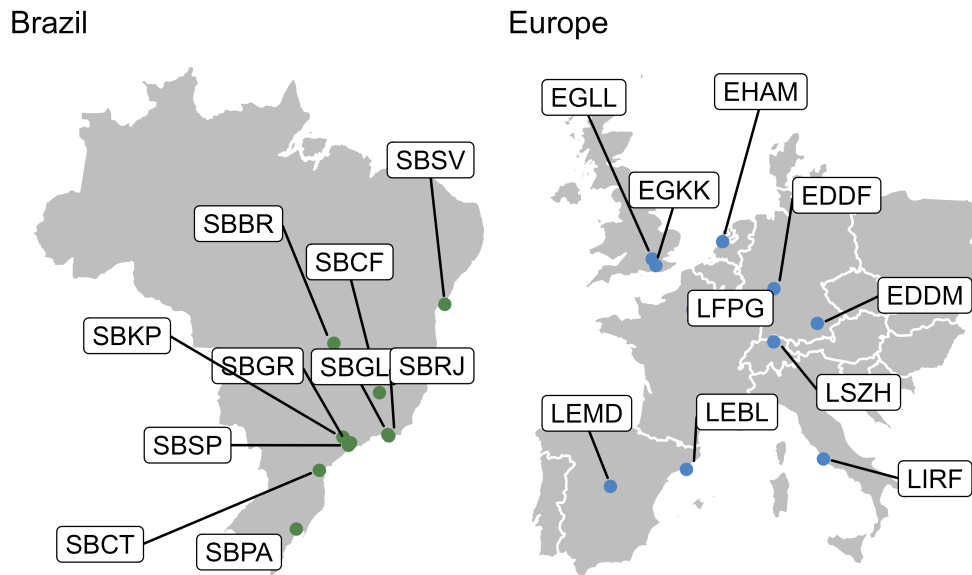 Brazil
SBSV
SBBR
SBCF
SBKP
SBGR
SBGL
SBRJ
SBSP
SBCT
SBPA
Europe
EGLL
EHAM
EGKK
EDDF
LFPG
EDDM
LSZH
LEMD
LEBL
LIRF